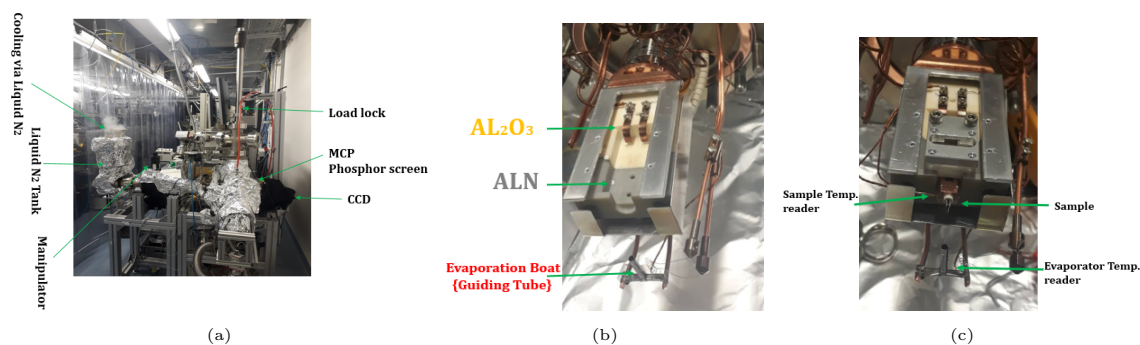 Cooling via Liquid N₂
Liquid N₂ Tank
Manipulator
Load lock
MCP
Phosphor screen
CCD
(a)
AL₂O₃
ALN
Evaporation Boat
{Guiding Tube}
(b)
Sample Temp.
reader
Sample
Evaporator Temp.
reader
(c)